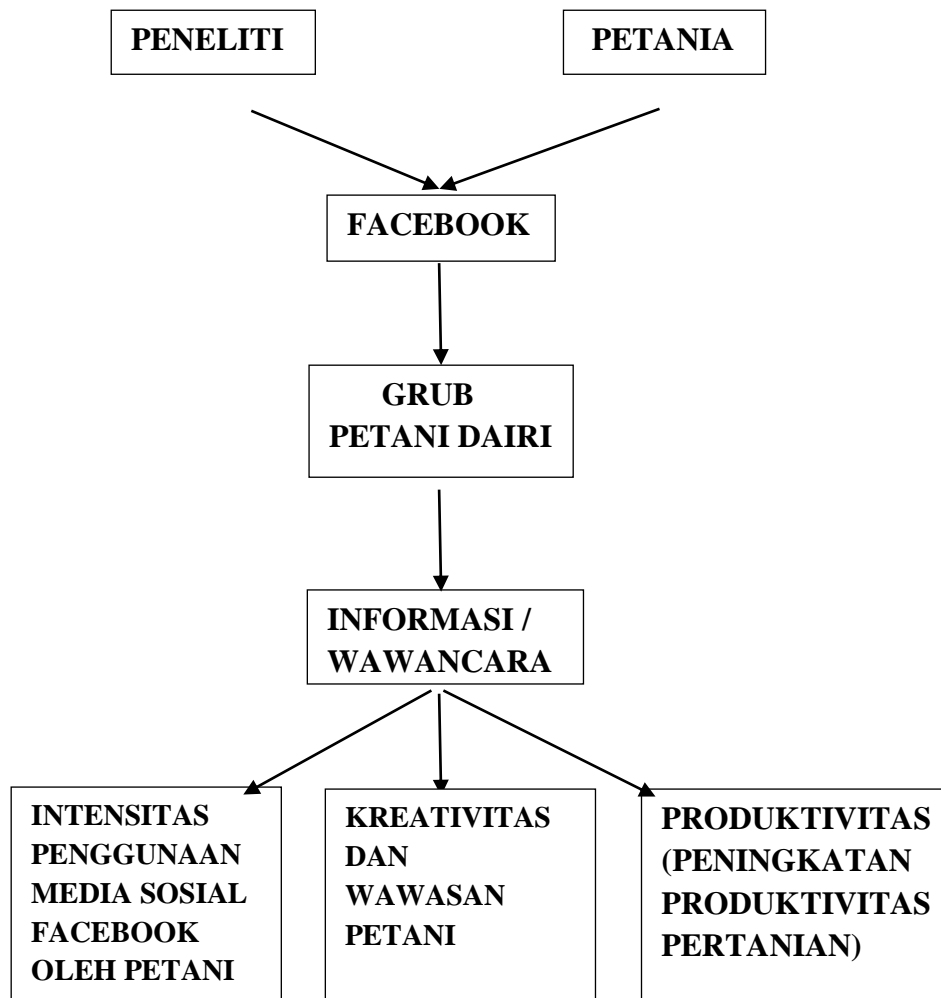 PENELITI
PETANIA
FACEBOOK
GRUB
PETANI DAIRI
INFORMASI /
WAWANCARA
INTENSITAS
PENGGUNAAN
MEDIA SOSIAL
FACEBOOK
OLEH PETANI
KREATIVITAS
DAN
WAWASAN
PETANI
PRODUKTIVITAS
(PENINGKATAN
PRODUKTIVITAS
PERTANIAN)